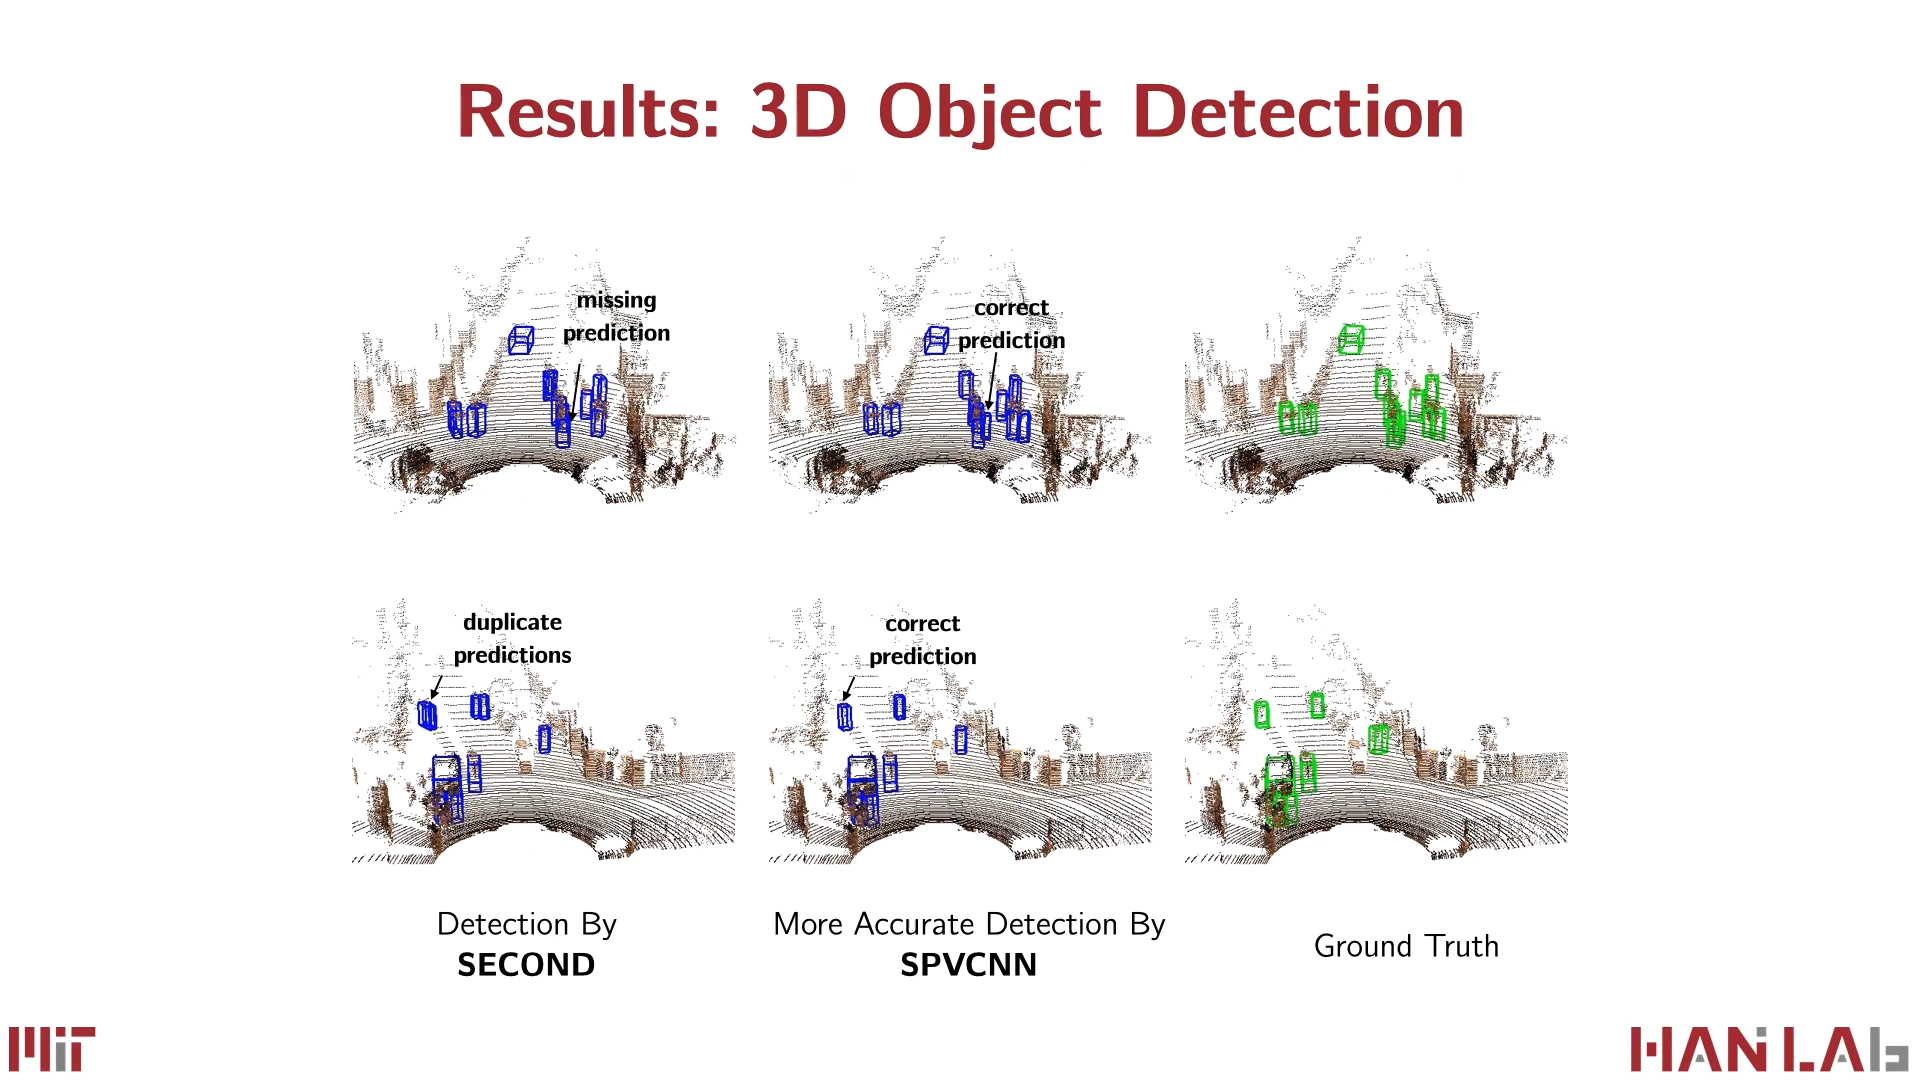 Results: 3D Object Detection
missing
prediction
correct
prediction
duplicate
predictions
correct
prediction
Detection By
SECOND
More Accurate Detection By
SPVCNN
Ground Truth
MIT
HAN LAb